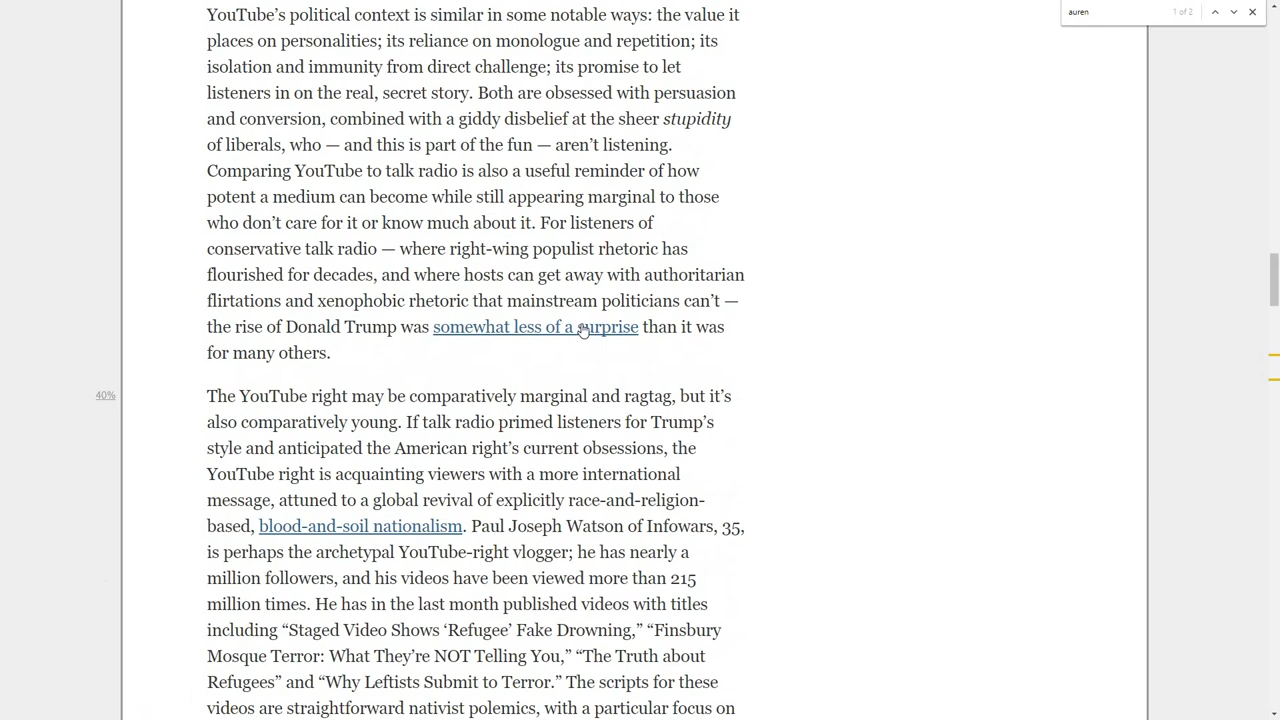 auren 1 of 2
YouTube’s political context is similar in some notable ways: the value it
places on personalities; its reliance on monologue and repetition; its
isolation and immunity from direct challenge; its promise to let
listeners in on the real, secret story. Both are obsessed with persuasion
and conversion, combined with a giddy disbelief at the sheer stupidity
of liberals, who — and this is part of the fun — aren’t listening.
Comparing YouTube to talk radio is also a useful reminder of how
potent a medium can become while still appearing marginal to those
who don’t care for it or know much about it. For listeners of
conservative talk radio — where right-wing populist rhetoric has
flourished for decades, and where hosts can get away with authoritarian
flirtations and xenophobic rhetoric that mainstream politicians can’t —
the rise of Donald Trump was somewhat less of a surprise than it was
for many others.
40%
The YouTube right may be comparatively marginal and ragtag, but it’s
also comparatively young. If talk radio primed listeners for Trump’s
style and anticipated the American right’s current obsessions, the
YouTube right is acquainting viewers with a more international
message, attuned to a global revival of explicitly race-and-religion-
based, blood-and-soil nationalism. Paul Joseph Watson of Infowars, 35,
is perhaps the archetypal YouTube-right vlogger; he has nearly a
million followers, and his videos have been viewed more than 215
million times. He has in the last month published videos with titles
including “Staged Video Shows ‘Refugee’ Fake Drowning,” “Finsbury
Mosque Terror: What They’re NOT Telling You,” “The Truth about
Refugees” and “Why Leftists Submit to Terror.” The scripts for these
videos are straightforward nativist polemics, with a particular focus on